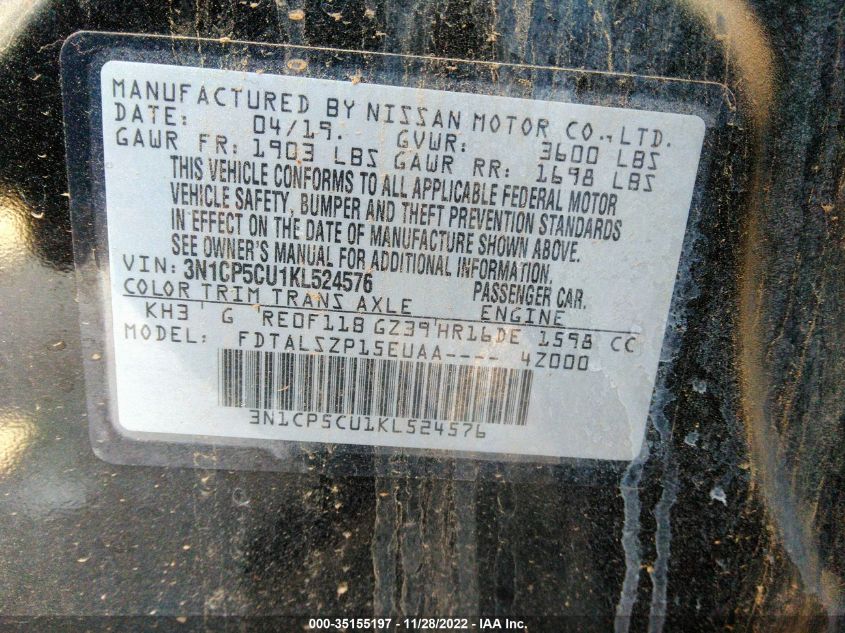 MANUFACTURED BY NISSAN MOTOR CO., LTD.
DATE: 04/19. GVWR: 3600 LBS
GAWR FR: 1903 LBS GAWR RR: 1698 LBS
THIS VEHICLE CONFORMS TO ALL APPLICABLE FEDERAL MOTOR
VEHICLE SAFETY, BUMPER AND THEFT PREVENTION STANDARDS
IN EFFECT ON THE DATE OF MANUFACTURE SHOWN ABOVE.
SEE OWNER'S MANUAL FOR ADDITIONAL INFORMATION.
VIN: 3N1CP5CU1KL524576 PASSENGER CAR.
COLOR TRIM TRANS AXLE ENGINE
KH3 G RE0F11B GZ39 HR16DE 1598 CC
MODEL: FDTALSZP15EUAA---- 4Z000
3N1CP5CU1KL524576
000-35155197 - 11/28/2022 - IAA Inc.